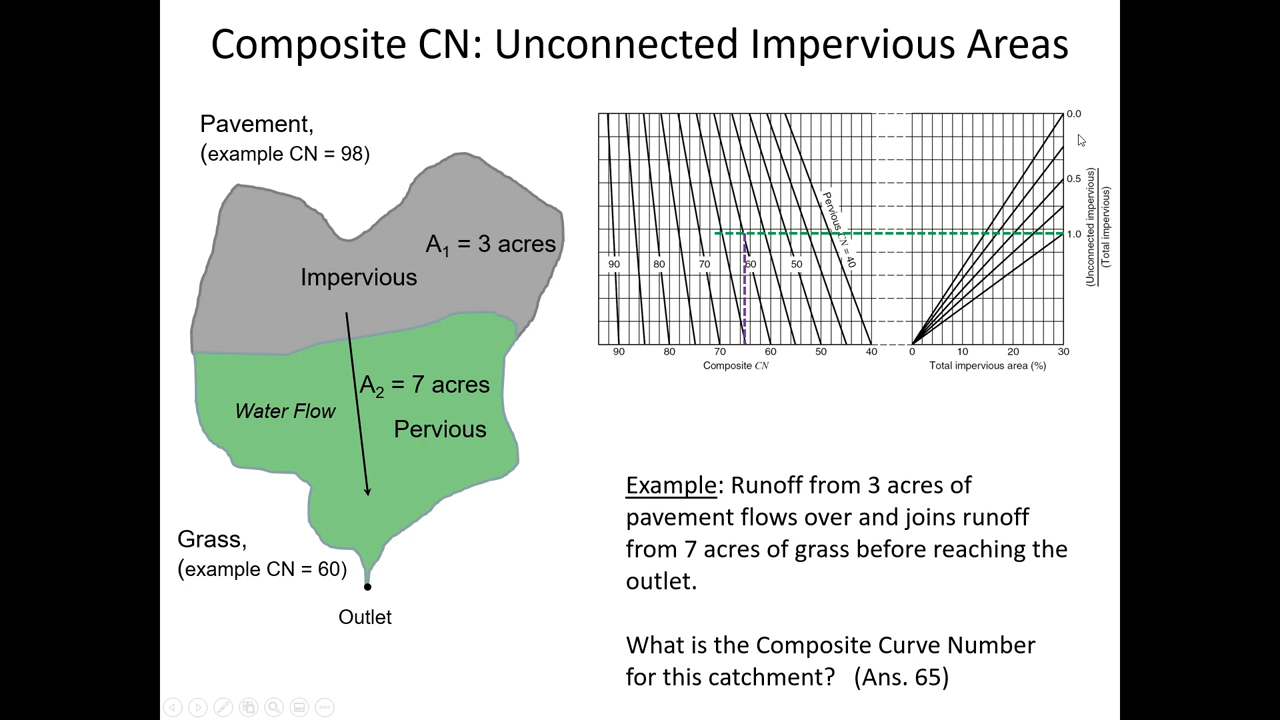 Composite CN: Unconnected Impervious Areas
Pavement,
(example CN = 98)
A1 = 3 acres
Impervious
A2 = 7 acres
Water Flow
Pervious
Grass,
(example CN = 60)
Outlet
0.0
0.5
1.0
(Unconnected impervious)
(Total impervious)
Pervious CN = 40
90
80
70
60
50
90
80
70
60
50
40
0
10
20
30
Composite CN
Total impervious area (%)
Example: Runoff from 3 acres of
pavement flows over and joins runoff
from 7 acres of grass before reaching the
outlet.
What is the Composite Curve Number
for this catchment? (Ans. 65)